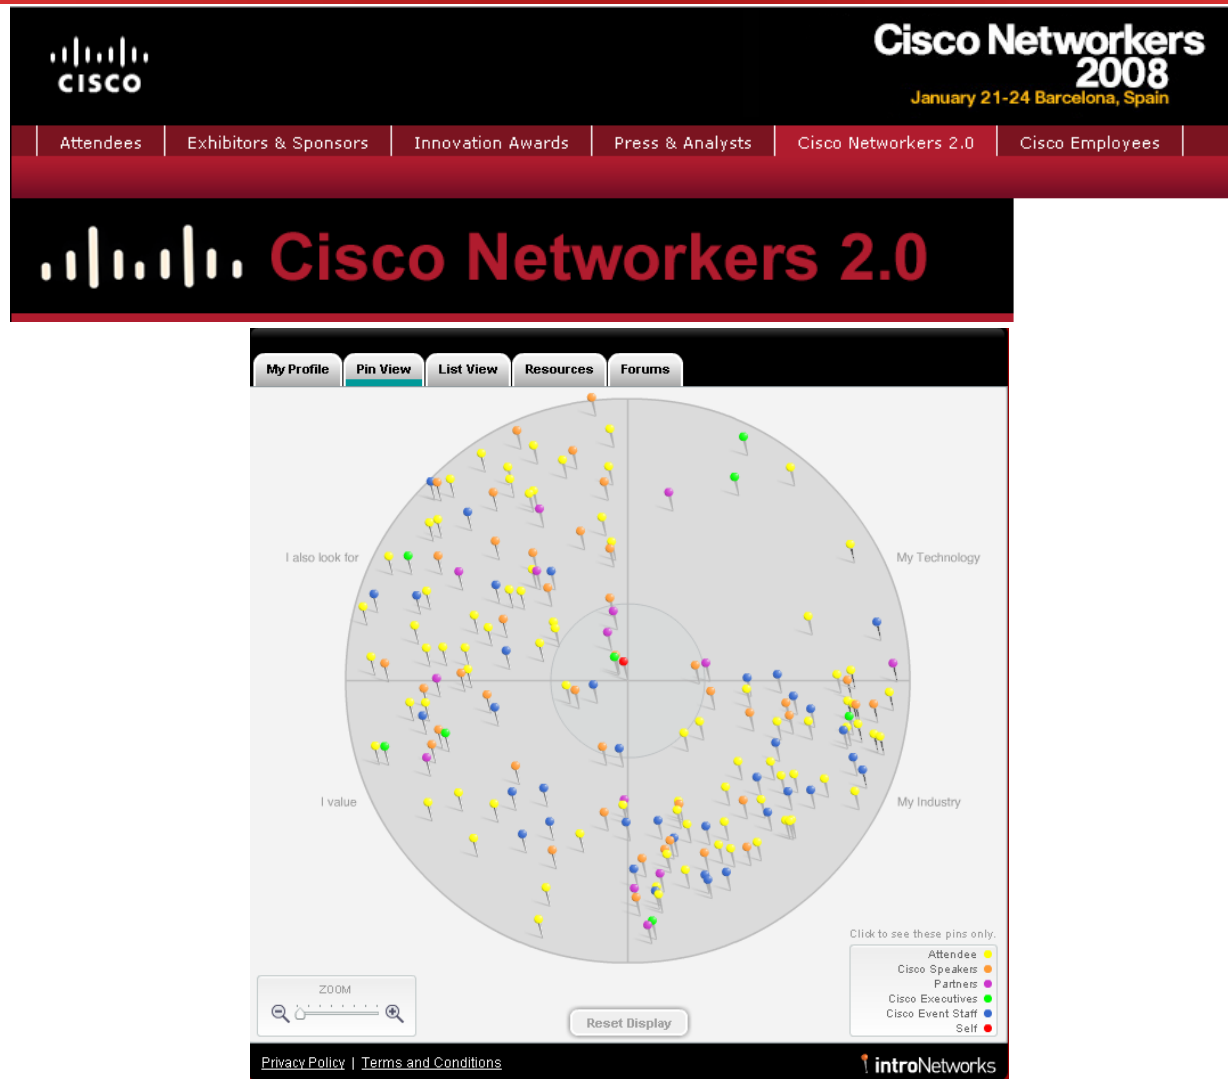 CISCO
Cisco Networkers
2008
January 21-24 Barcelona, Spain
Attendees
Exhibitors & Sponsors
Innovation Awards
Press & Analysts
Cisco Networkers 2.0
Cisco Employees
Cisco Networkers 2.0
My Profile
Pin View
List View
Resources
Forums
I also look for
My Technology
I value
My Industry
Click to see these pins only.
Attendee
Cisco Speakers
Partners
Cisco Executives
Cisco Event Staff
Self
ZOOM
Reset Display
Privacy Policy | Terms and Conditions
introNetworks